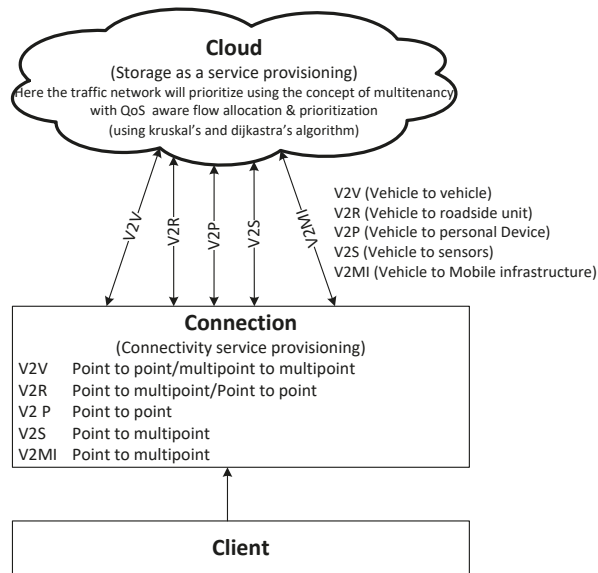 Cloud
(Storage as a service provisioning)
Here the traffic network will prioritize using the concept of multitenancy
with QoS aware flow allocation & prioritization
(using kruskal's and dijkastra's algorithm)
V2V
V2R
V2P
V2S
V2MI
V2V (Vehicle to vehicle)
V2R (Vehicle to roadside unit)
V2P (Vehicle to personal Device)
V2S (Vehicle to sensors)
V2MI (Vehicle to Mobile infrastructure)
Connection
(Connectivity service provisioning)
V2V Point to point/multipoint to multipoint
V2R Point to multipoint/Point to point
V2 P Point to point
V2S Point to multipoint
V2MI Point to multipoint
Client